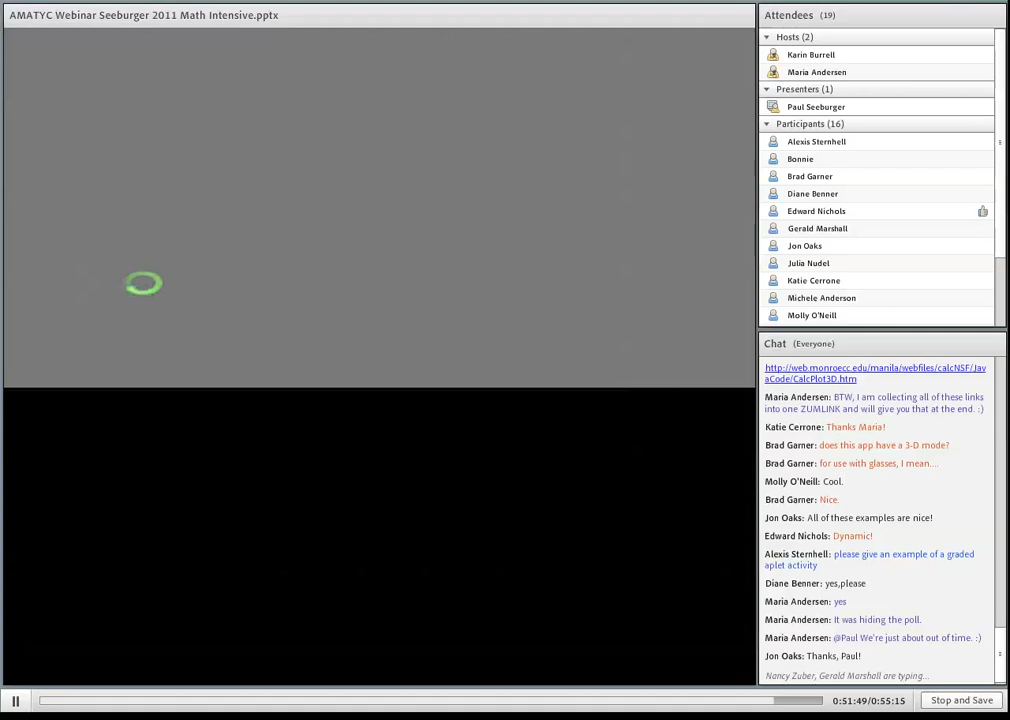 AMATYC Webinar Seeburger 2011 Math Intensive.pptx
Attendees (19)
Hosts (2)
Karin Burrell
Maria Andersen
Presenters (1)
Paul Seeburger
Participants (16)
Alexis Sternhell
Bonnie
Brad Garner
Diane Benner
Edward Nichols
Gerald Marshall
Jon Oaks
Julia Nudel
Katie Cerrone
Michele Anderson
Molly O'Neill
Chat (Everyone)
http://web.monroecc.edu/manila/webfiles/calcNSF/Jav
aCode/CalcPlot3D.htm
Maria Andersen: BTW, I am collecting all of these links
into one ZUMLINK and will give you that at the end. :)
Katie Cerrone: Thanks Maria!
Brad Garner: does this app have a 3-D mode?
Brad Garner: for use with glasses, I mean....
Molly O'Neill: Cool.
Brad Garner: Nice.
Jon Oaks: All of these examples are nice!
Edward Nichols: Dynamic!
Alexis Sternhell: please give an example of a graded
aplet activity
Diane Benner: yes,please
Maria Andersen: yes
Maria Andersen: It was hiding the poll.
Maria Andersen: @Paul We're just about out of time. :)
Jon Oaks: Thanks, Paul!
Nancy Zuber, Gerald Marshall are typing...
0:51:49/0:55:15
Stop and Save